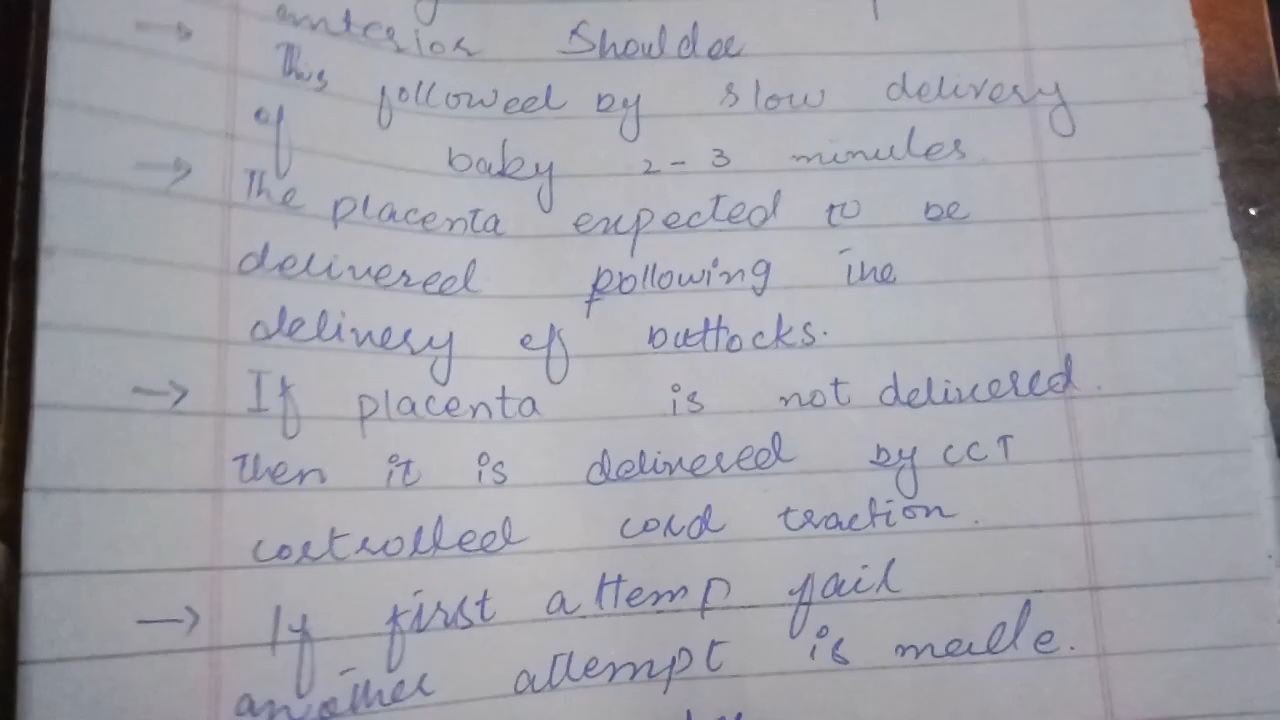 anterior Shoulde
→ This followed by slow delivery
of baby 2-3 minutes
→ The placenta expected to be
delivered following the
delivery of buttocks.
→ If placenta is not delivered.
Then it is delivered by CCT
controlled cord traction.
→ If first attemp fail
another attempt is made.